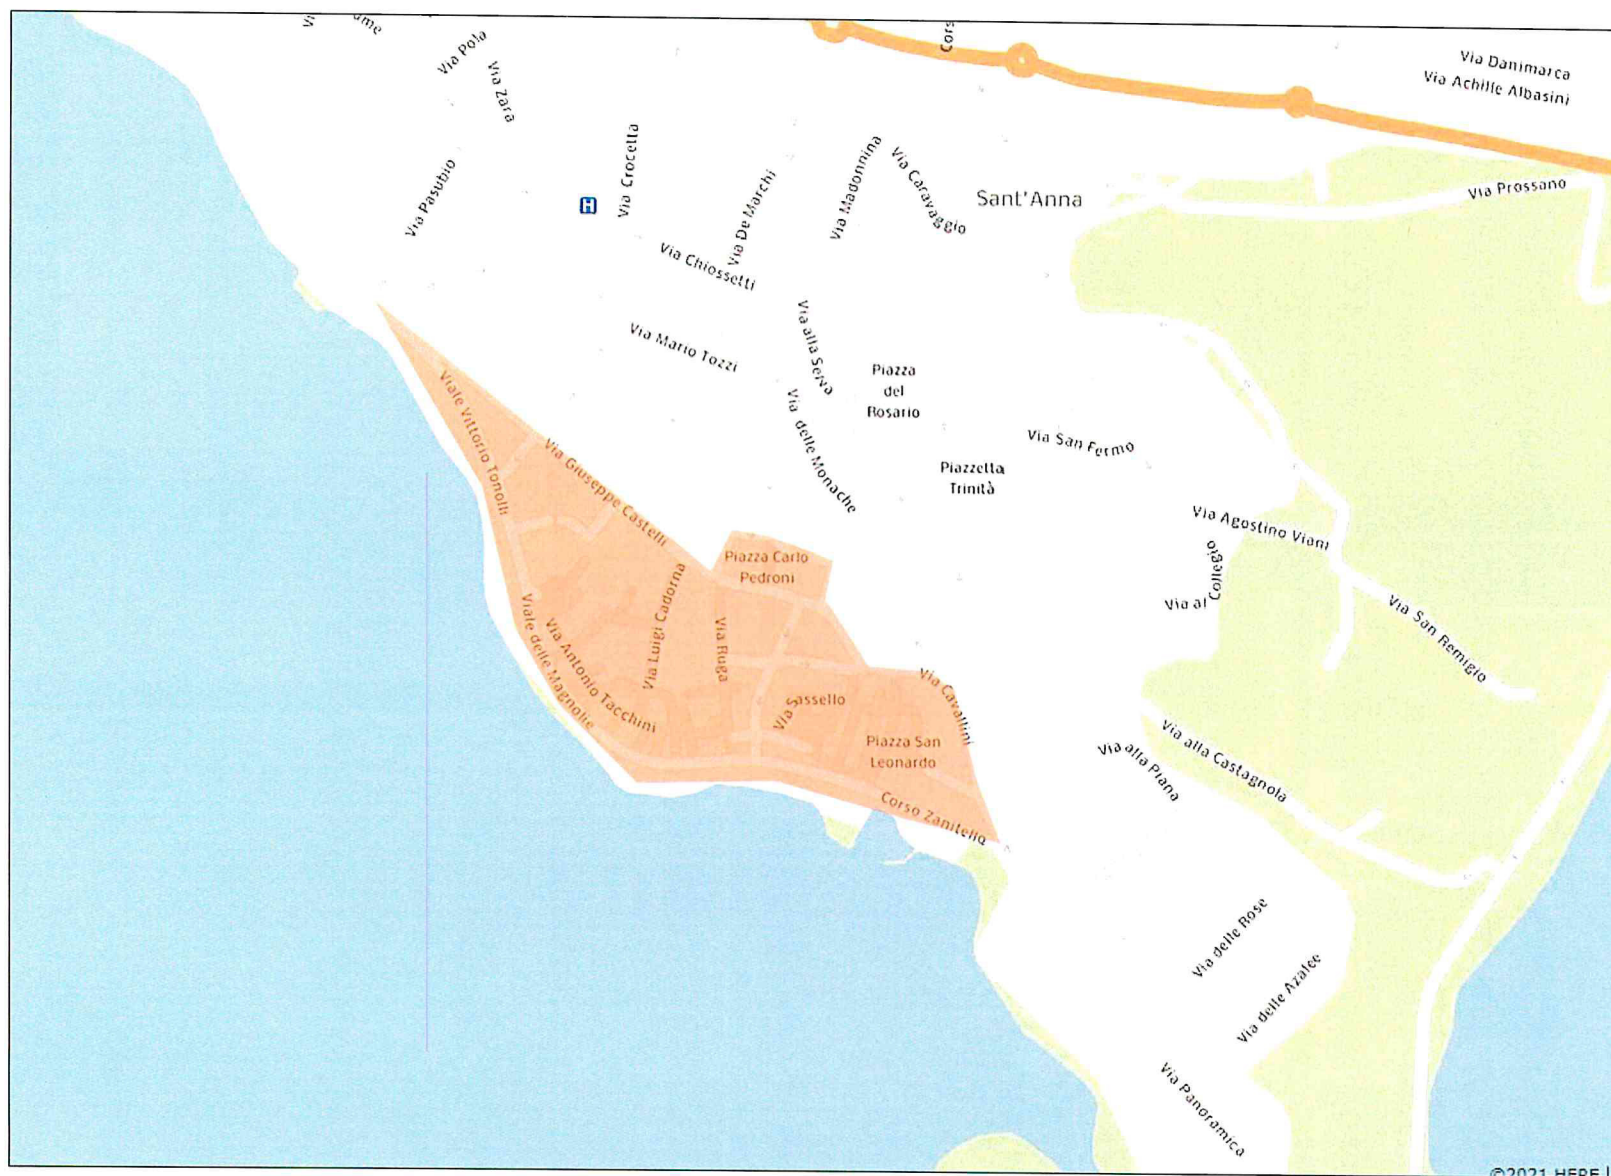 Via Pola
Via Zara
Via Danimarca
Via Achille Albasini
Via Pasubio
H
Via Crocetta
Via De Marchi
Via Madonnina
Via Caravaggio
Sant'Anna
Via Prossano
Via Chiossetti
Via Mario Tozzi
Via alla Selva
Piazza
del
Rosario
Viale Vittorio Tonolli
Via Giuseppe Castelli
Via delle Monache
Via San Fermo
Piazzetta
Trinità
Via Agostino Viani
Via al Collegio
Via San Remigio
Piazza Carlo
Pedroni
Via Luigi Cadorna
Via Ruga
Viale delle Magnolie
Via Antonio Tacchini
Via Sassello
Via Cavallini
Piazza San
Leonardo
Corso Zanitello
Via alla Piana
Via alla Castagnola
Via delle Rose
Via delle Azalee
Via Panoramica
©2021 HERE